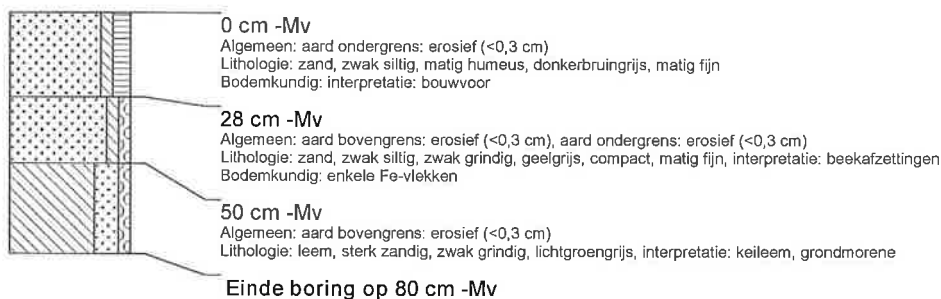 0 cm -Mv
Algemeen: aard ondergrens: erosief (<0,3 cm)
Lithologie: zand, zwak siltig, matig humeus, donkerbruingrijs, matig fijn
Bodemkundig: interpretatie: bouwvoor
28 cm -Mv
Algemeen: aard bovengrens: erosief (<0,3 cm), aard ondergrens: erosief (<0,3 cm)
Lithologie: zand, zwak siltig, zwak grindig, geelgrijs, compact, matig fijn, interpretatie: beekafzettingen
Bodemkundig: enkele Fe-vlekken
50 cm -Mv
Algemeen: aard bovengrens: erosief (<0,3 cm)
Lithologie: leem, sterk zandig, zwak grindig, lichtgroengrijs, interpretatie: keileem, grondmorene
Einde boring op 80 cm -Mv